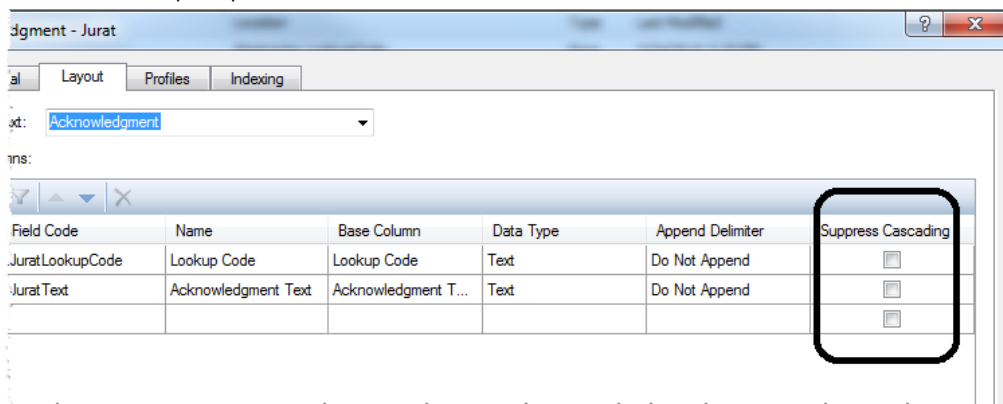 dgment - Jurat
al Layout Profiles Indexing
xt: Acknowledgment
nns:
Field Code Name Base Column Data Type Append Delimiter Suppress Cascading
JuratLookupCode Lookup Code Lookup Code Text Do Not Append
JuratText Acknowledgment Text Acknowledgment T... Text Do Not Append